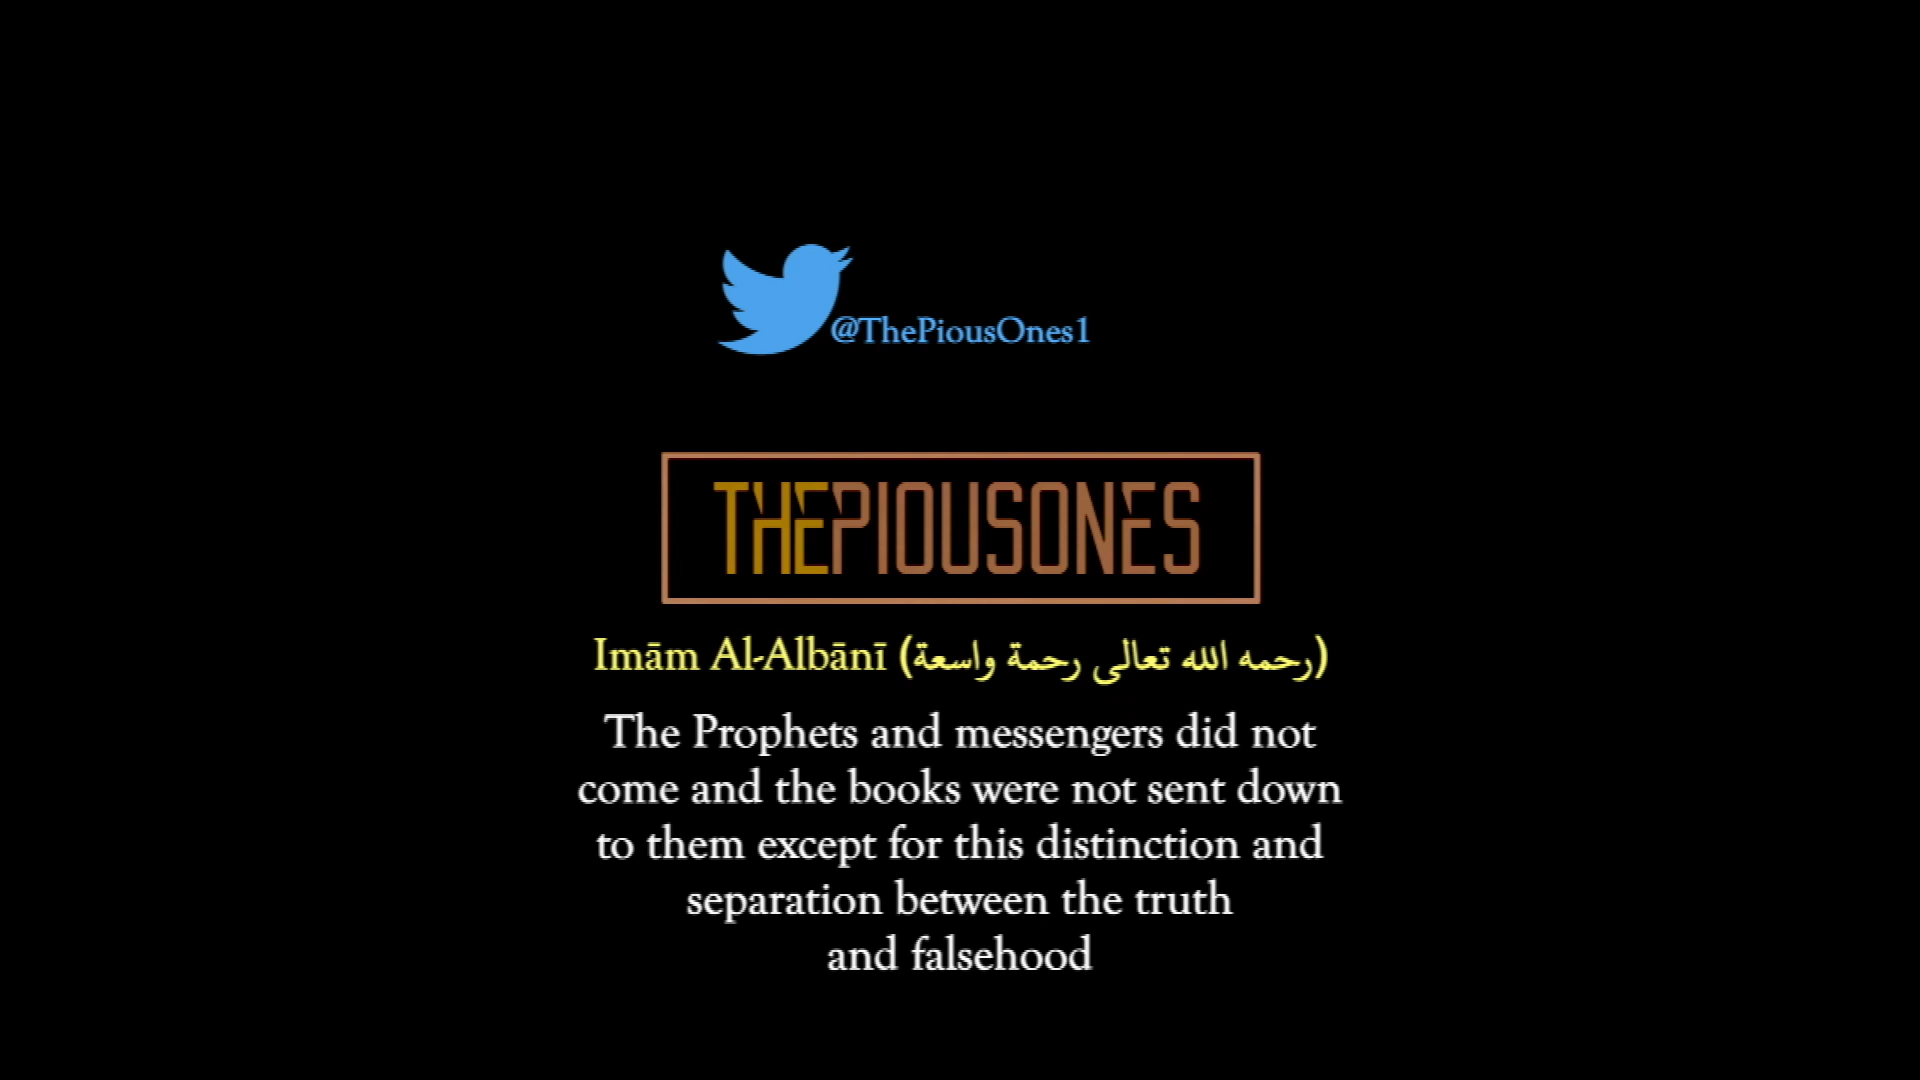 @ThePiousOnes1
THEPIOUSONES
Imām Al-Albānī (رحمه الله تعالى رحمة واسعة)
The Prophets and messengers did not
come and the books were not sent down
to them except for this distinction and
separation between the truth
and falsehood